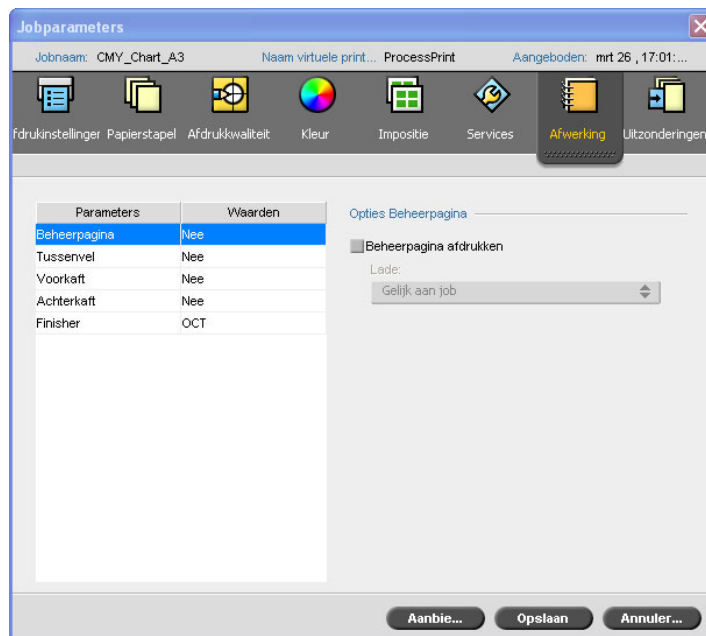 Jobparameters
Jobnaam: CMY_Chart_A3 Naam virtuele print... ProcessPrint Aangeboden: mrt 26 , 17:01:...
fdrukinstellinger Papierstapel Afdrukkwaliteit Kleur Impositie Services Afwerking Uitzonderingen
Parameters Waarden Opties Beheerpagina
Beheerpagina Nee
Beheerpagina afdrukken
Tussenvel Nee
Lade:
Voorkaft Nee
Gelijk aan job
Achterkaft Nee
Finisher OCT
Aanbie... Opslaan Annuler...